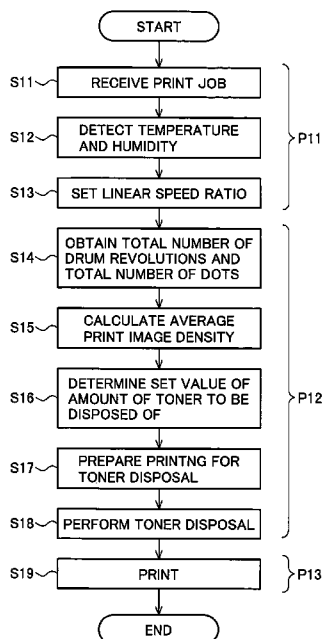 START
S11 RECEIVE PRINT JOB
S12 DETECT TEMPERATURE
AND HUMIDITY
P11
S13 SET LINEAR SPEED RATIO
S14 OBTAIN TOTAL NUMBER OF
DRUM REVOLUTIONS AND
TOTAL NUMBER OF DOTS
S15 CALCULATE AVERAGE
PRINT IMAGE DENSITY
S16 DETERMINE SET VALUE OF
AMOUNT OF TONER TO BE
DISPOSED OF
P12
S17 PREPARE PRINTNG FOR
TONER DISPOSAL
S18 PERFORM TONER DISPOSAL
S19 PRINT P13
END